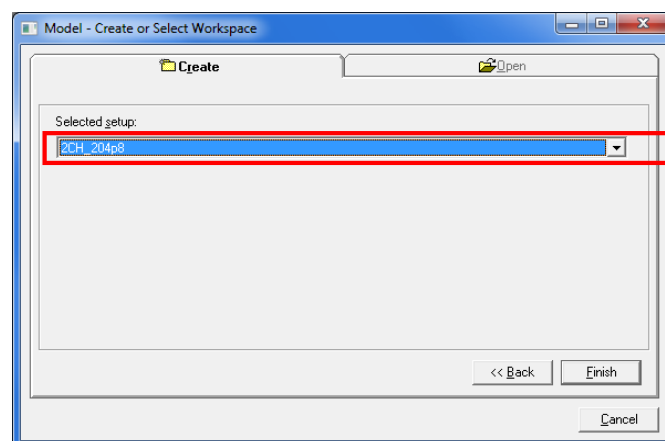 Model - Create or Select Workspace
Create
Open
Selected setup:
2CH_204p8
<< Back
Finish
Cancel